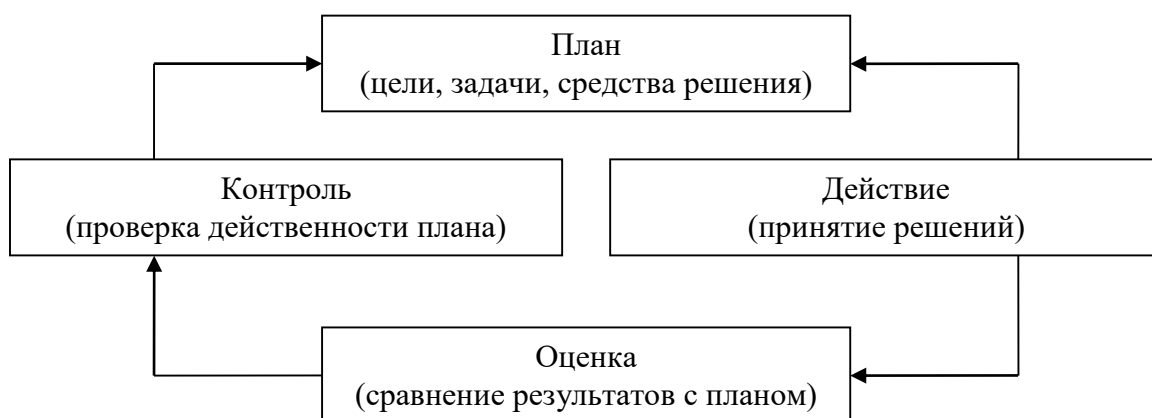 План
(цели, задачи, средства решения)
Контроль
(проверка действенности плана)
Действие
(принятие решений)
Оценка
(сравнение результатов с планом)